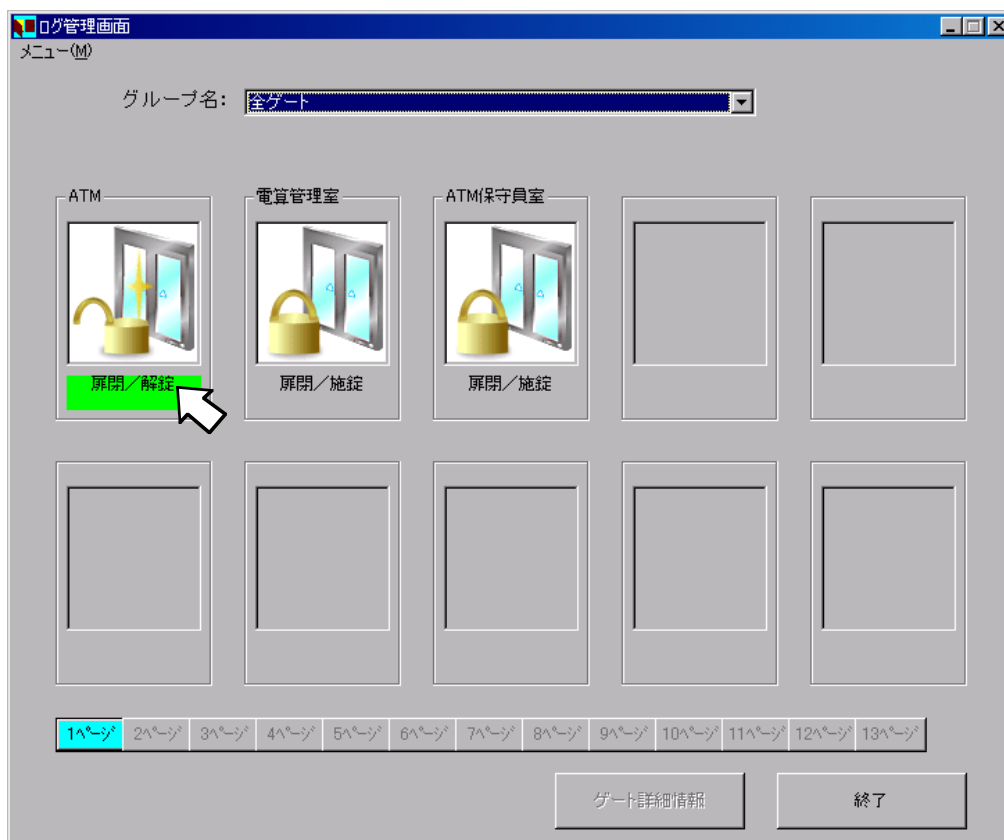 ログ管理画面
メニュー(M)
グループ名: 全ゲート
ATM 電算管理室 ATM保守員室
扉閉／解錠 扉閉／施錠 扉閉／施錠
1ページ 2ページ 3ページ 4ページ 5ページ 6ページ 7ページ 8ページ 9ページ 10ページ 11ページ 12ページ 13ページ
ゲート詳細情報 終了